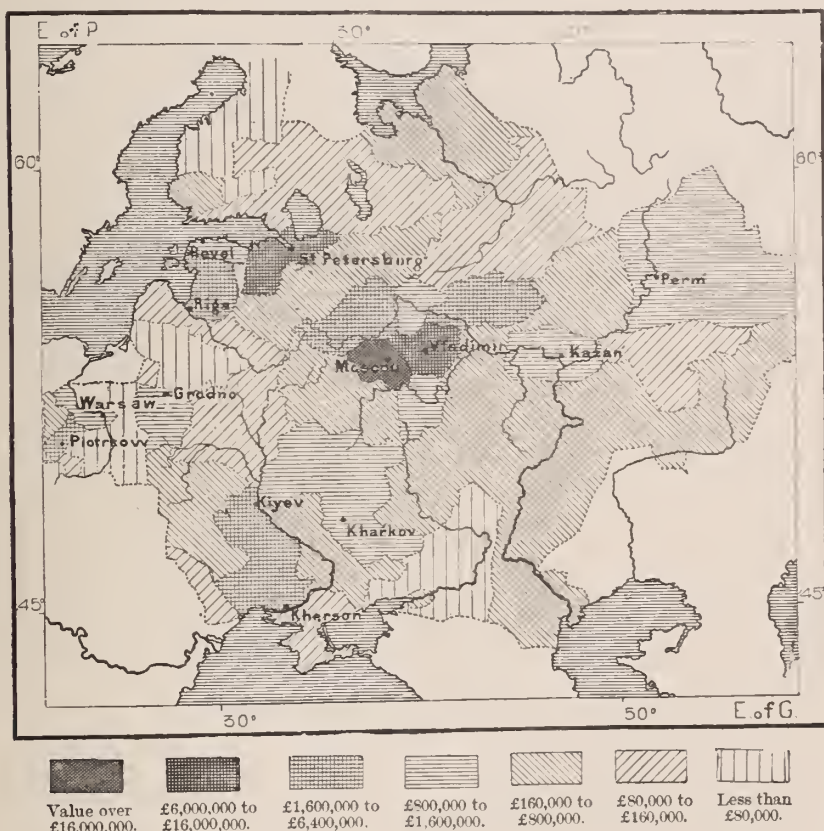 E of P.
60°
60°
Revel
St Petersburg
Riga
Perm
Vladimir
Moscow
Kazan
Grodno
Warsaw
Piotrkow
Kiyev
Kharkov
45°
45°
Kherson
30°
50°
E. of G.
Value over
£16,000,000.
£6,000,000 to
£16,000,000.
£1,600,000 to
£6,400,000.
£800,000 to
£1,600,000.
£160,000 to
£800,000.
£80,000 to
£160,000.
Less than
£80,000.